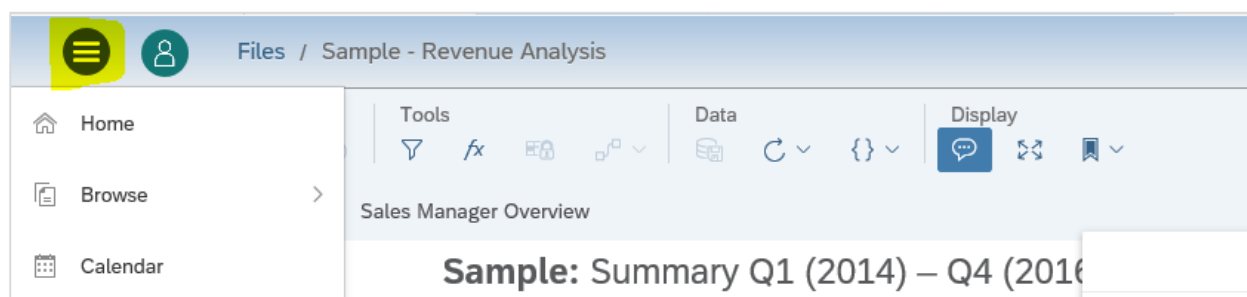 Files / Sample - Revenue Analysis
Home
Tools
Data
Display
fx
Browse
Sales Manager Overview
Calendar
Sample: Summary Q1 (2014) – Q4 (2016